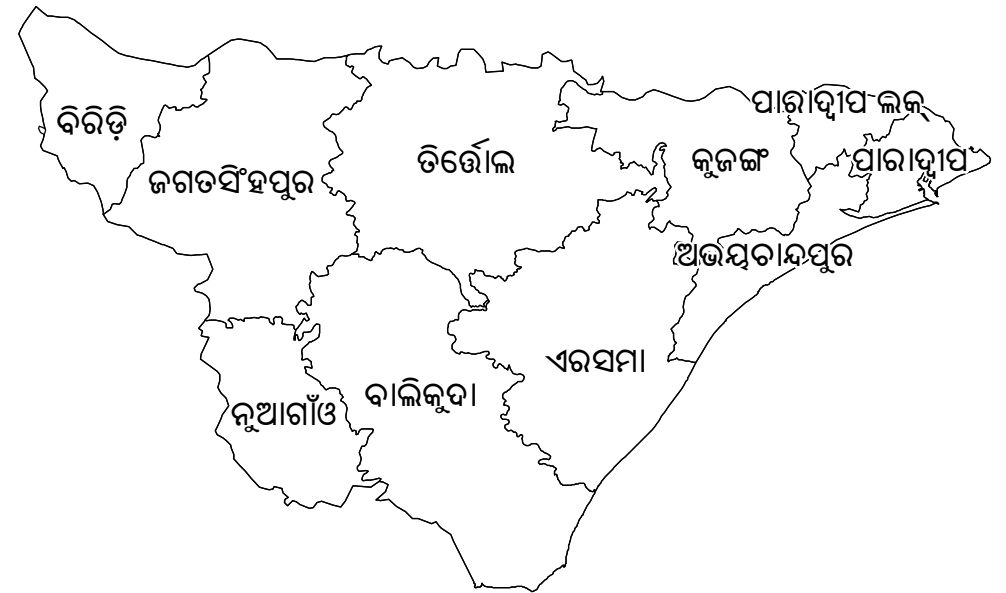 ପାରାଦ୍ୱୀପ ଲକ୍
ବିରିଡ଼ି
ତିର୍ତ୍ତୋଲ
କୁଜଙ୍ଗ
ପାରାଦ୍ୱୀପ
ଜଗତସିଂହପୁର
ଅଭୟଚାନ୍ଦପୁର
ଏରସମା
ବାଲିକୁଦା
ନୁଆଗାଁଓ